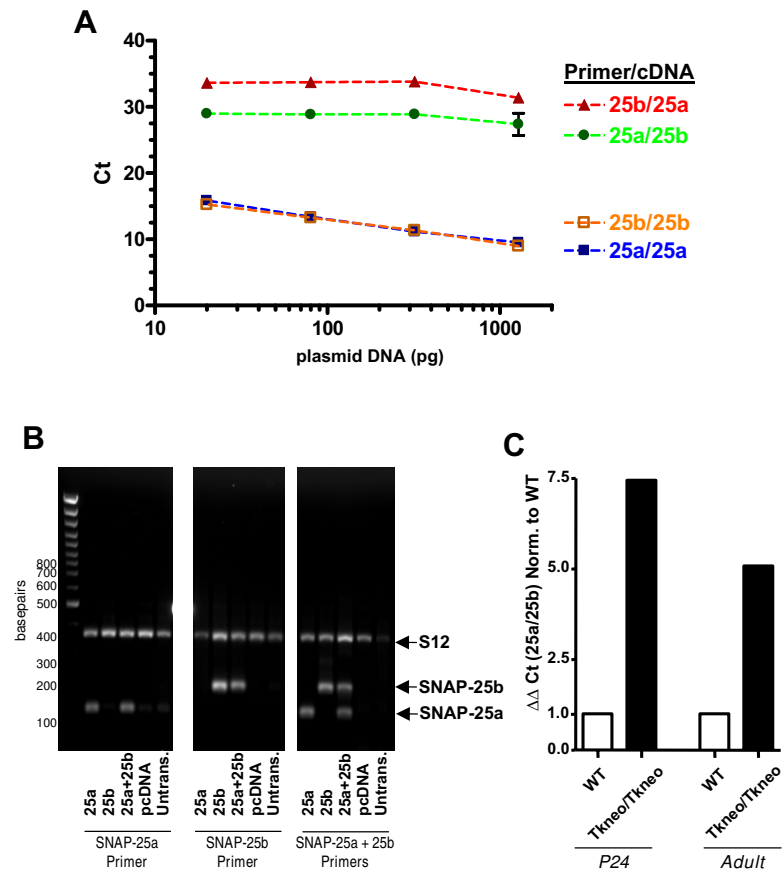 A
40
30
20
10
0
Ct
10
100
1000
plasmid DNA (pg)
Primer/cDNA
25b/25a
25a/25b
25b/25b
25a/25a
B
basepairs
800
700
600
500
400
300
200
100
S12
SNAP-25b
SNAP-25a
25a
25b
25a+25b
pcDNA
Untrans.
25a
25b
25a+25b
pcDNA
Untrans.
25a
25b
25a+25b
pcDNA
Untrans.
SNAP-25a
Primer
SNAP-25b
Primer
SNAP-25a + 25b
Primers
C
ΔΔ Ct (25a/25b) Norm. to WT
7.5
5.0
2.5
1.0
0.0
WT
Tkneo/Tkneo
WT
Tkneo/Tkneo
P24
Adult